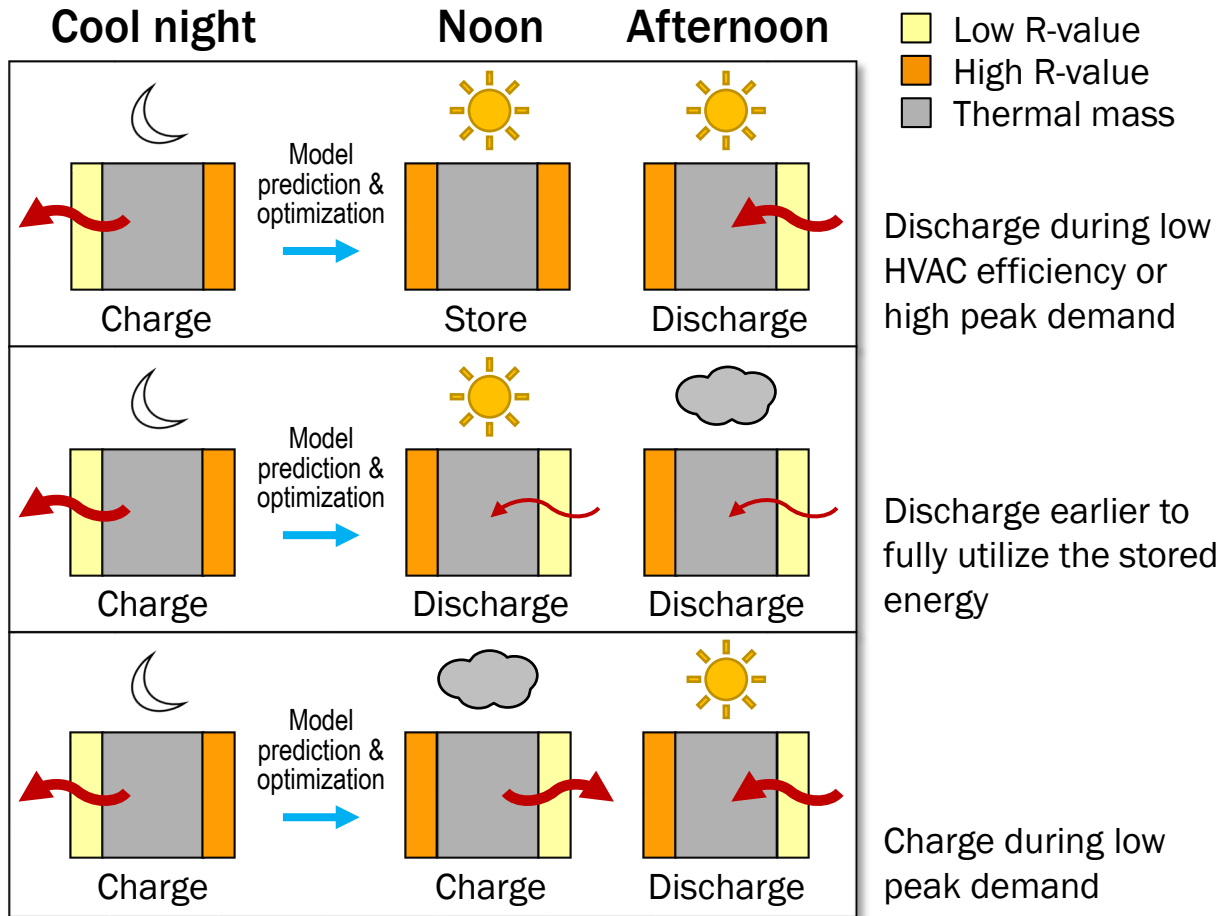 Cool night
Noon
Afternoon
Low R-value
High R-value
Thermal mass
Model
prediction &
optimization
Charge
Store
Discharge
Discharge during low
HVAC efficiency or
high peak demand
Model
prediction &
optimization
Charge
Discharge
Discharge
Discharge earlier to
fully utilize the stored
energy
Model
prediction &
optimization
Charge
Charge
Discharge
Charge during low
peak demand